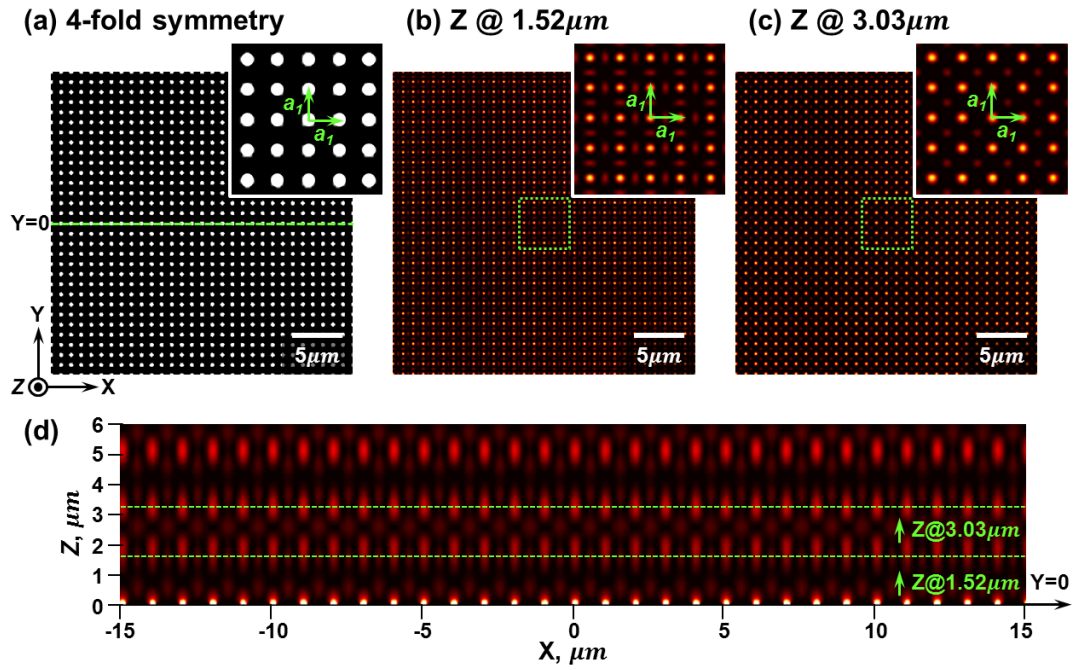 (a) 4-fold symmetry
(b) Z @ 1.52μm
(c) Z @ 3.03μm
a₁
a₁
a₁
a₁
a₁
a₁
Y=0
Y
Z
X
5μm
5μm
5μm
(d)
Z, μm
6
5
4
3
2
1
0
Z@3.03μm
Z@1.52μm
Y=0
-15
-10
-5
0
5
10
15
X, μm